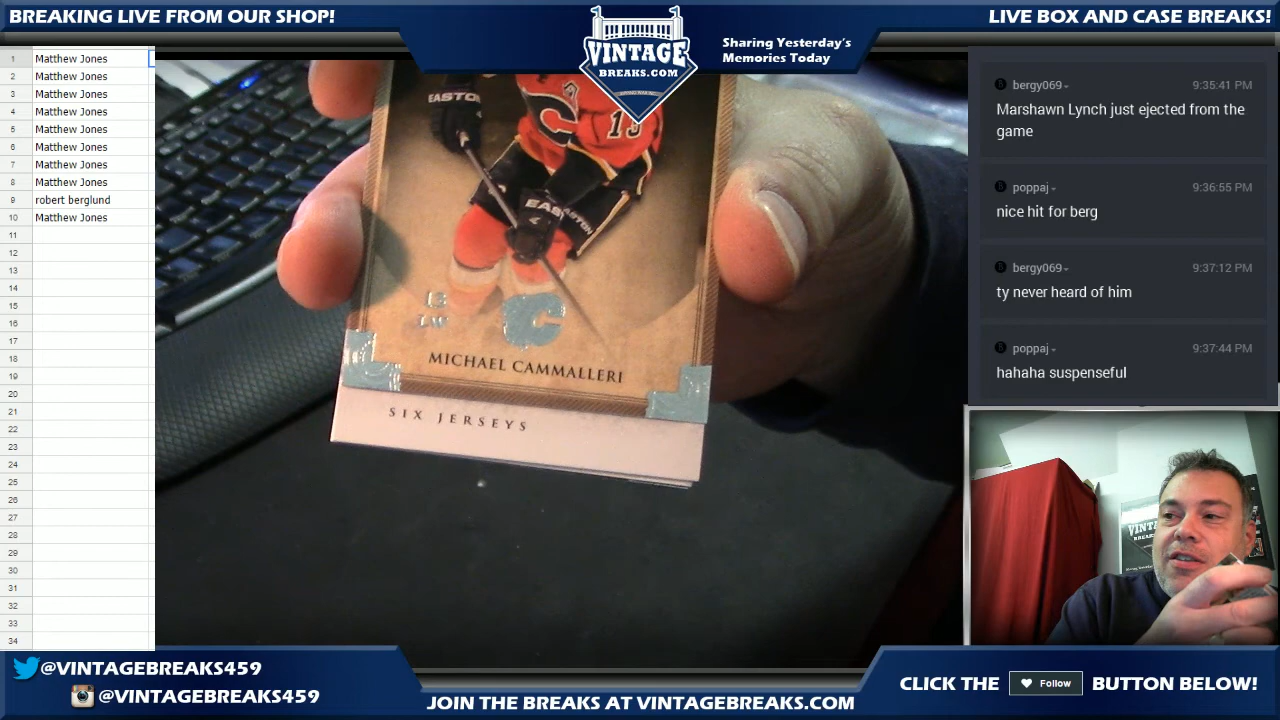 BREAKING LIVE FROM OUR SHOP!
VINTAGE
BREAKS.COM
Sharing Yesterday's
Memories Today
LIVE BOX AND CASE BREAKS!
1 Matthew Jones
2 Matthew Jones
3 Matthew Jones
4 Matthew Jones
5 Matthew Jones
6 Matthew Jones
7 Matthew Jones
8 Matthew Jones
9 robert berglund
10 Matthew Jones
11
12
13
14
15
16
17
18
19
20
21
22
23
24
25
26
27
28
29
30
31
32
33
34
EASTON
13
EASTON
EASTON
13
LW
MICHAEL CAMMALLERI
SIX JERSEYS
bergy069 9:35:41 PM
Marshawn Lynch just ejected from the
game
poppaj 9:36:55 PM
nice hit for berg
bergy069 9:37:12 PM
ty never heard of him
poppaj 9:37:44 PM
hahaha suspenseful
@VINTAGEBREAKS459
@VINTAGEBREAKS459
JOIN THE BREAKS AT VINTAGEBREAKS.COM
CLICK THE Follow BUTTON BELOW!